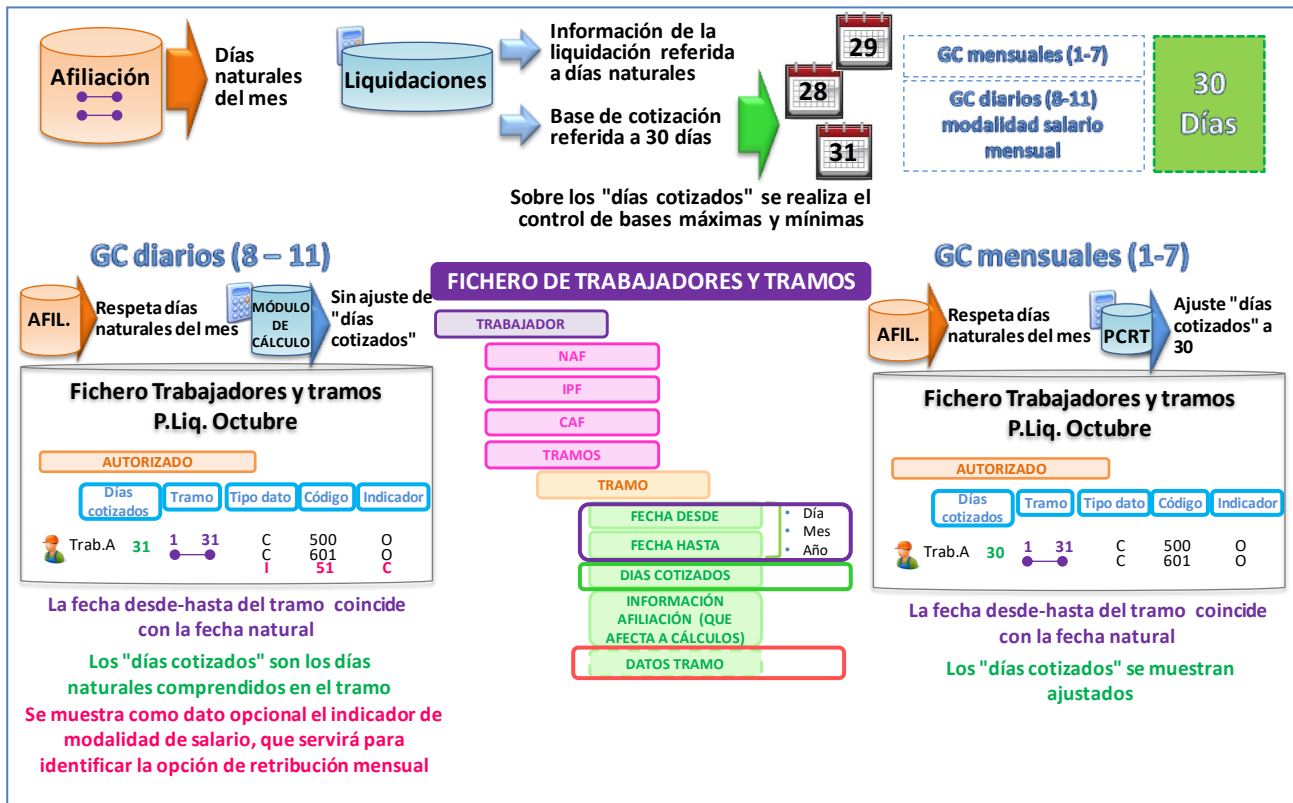 Afiliación
Días
naturales
del mes
Liquidaciones
Información de la
liquidación referida
a días naturales
Base de cotización
referida a 30 días
29
28
31
Sobre los "días cotizados" se realiza el
control de bases máximas y mínimas
GC mensuales (1-7)
GC diarios (8-11)
modalidad salario
mensual
30
Días
GC diarios (8 – 11)
AFIL.
Respeta días
naturales del mes
MÓDULO
DE
CÁLCULO
Sin ajuste de
"días
cotizados"
Fichero Trabajadores y tramos
P.Liq. Octubre
AUTORIZADO
Días
cotizados
Tramo
Tipo dato
Código
Indicador
Trab.A 31 1 31 C 500 O
C 601 O
I 51 C
La fecha desde-hasta del tramo coincide
con la fecha natural
Los "días cotizados" son los días
naturales comprendidos en el tramo
Se muestra como dato opcional el indicador de
modalidad de salario, que servirá para
identificar la opción de retribución mensual
FICHERO DE TRABAJADORES Y TRAMOS
TRABAJADOR
NAF
IPF
CAF
TRAMOS
TRAMO
FECHA DESDE
FECHA HASTA
• Día
• Mes
• Año
DIAS COTIZADOS
INFORMACIÓN
AFILIACIÓN (QUE
AFECTA A CÁLCULOS)
DATOS TRAMO
GC mensuales (1-7)
AFIL.
Respeta días
naturales del mes
PCRT
Ajuste "días
cotizados" a
30
Fichero Trabajadores y tramos
P.Liq. Octubre
AUTORIZADO
Días
cotizados
Tramo
Tipo dato
Código
Indicador
Trab.A 30 1 31 C 500 O
C 601 O
La fecha desde-hasta del tramo coincide
con la fecha natural
Los "días cotizados" se muestran
ajustados